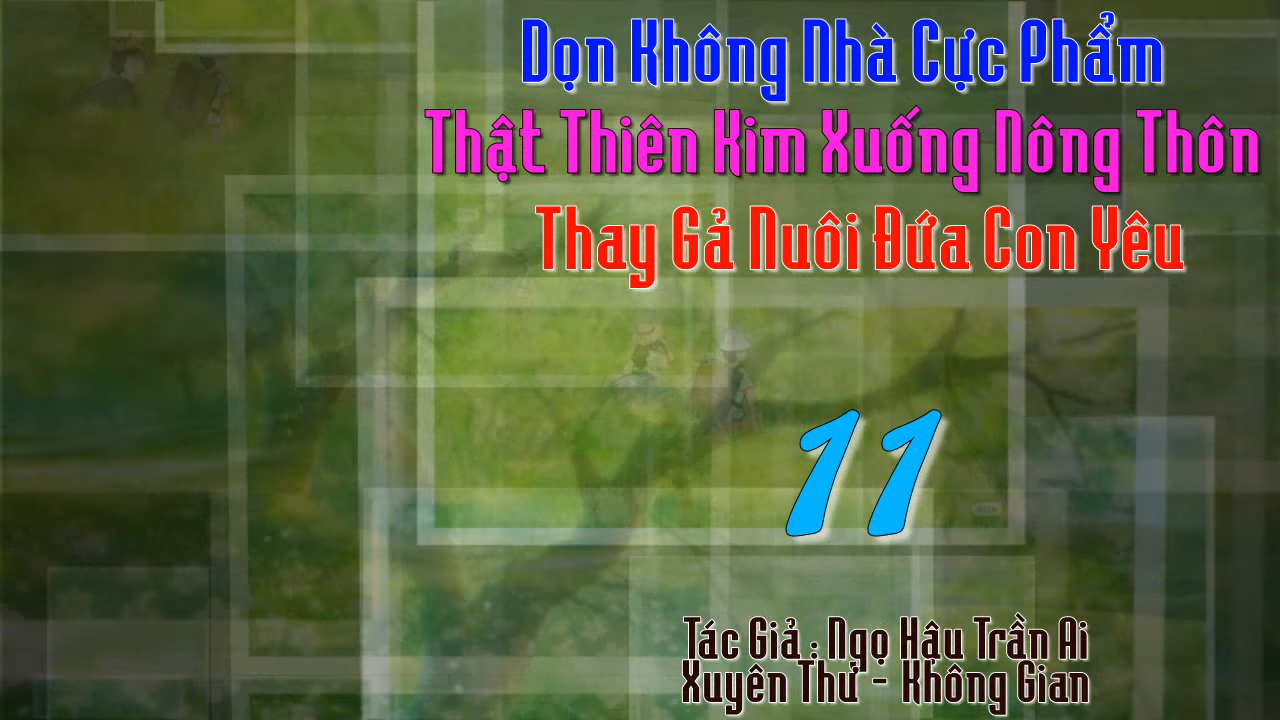 Dọn Không Nhà Cực Phẩm
Thật Thiên Kim Xuống Nông Thôn
Thay Gả Nuôi Đứa Con Yêu
11
Tác Giả : Ngọ Hậu Trần Ai
Xuyên Thư - Không Gian